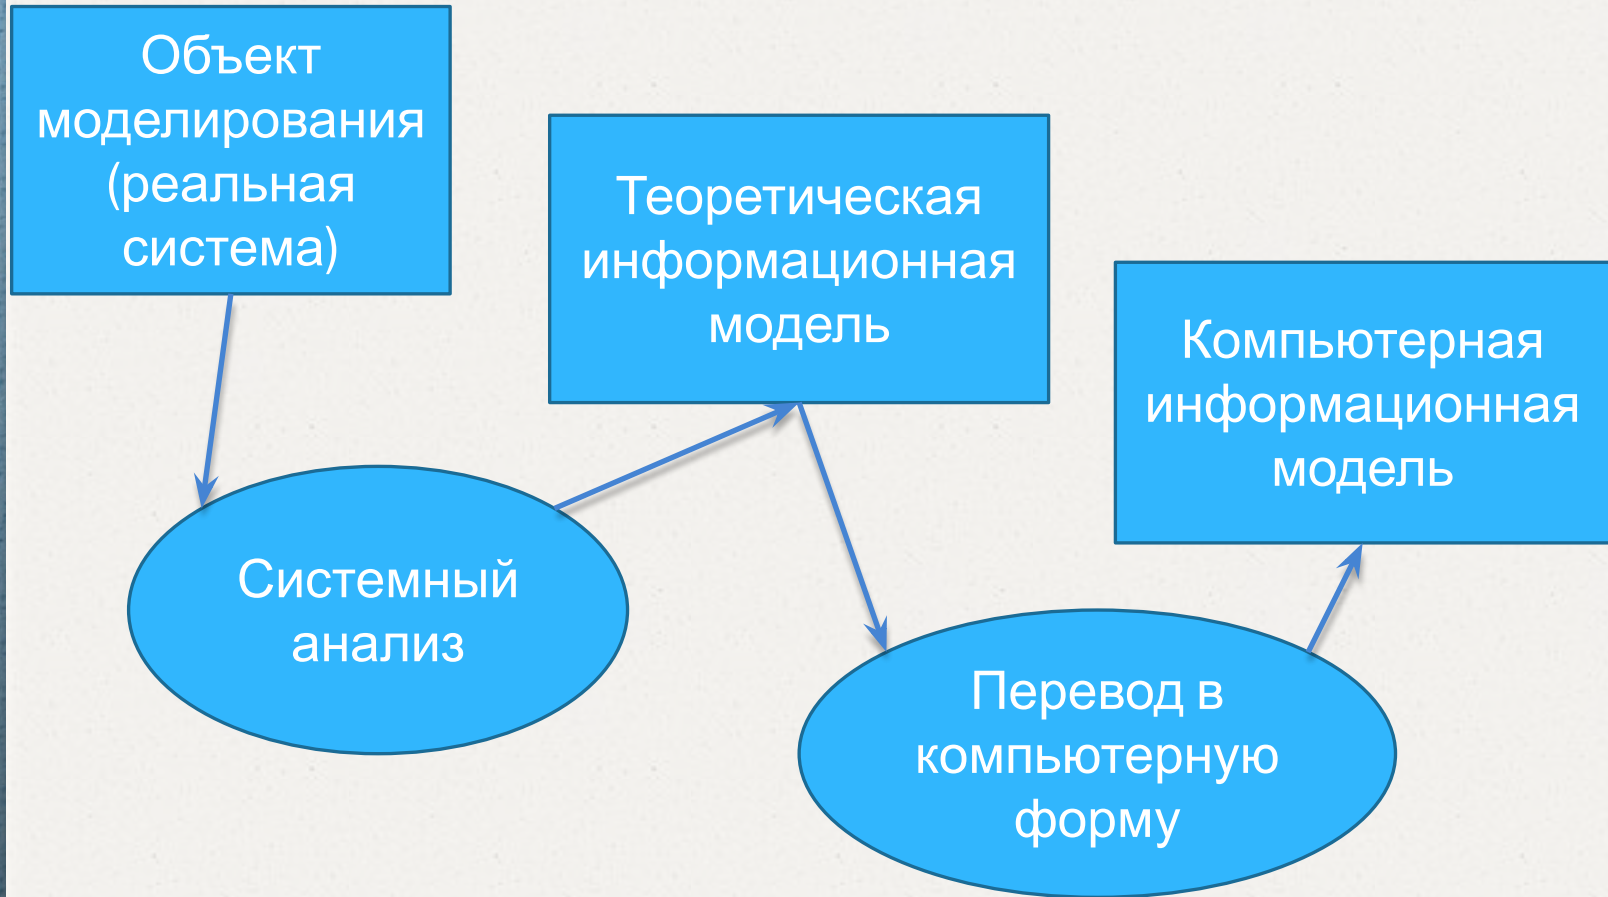 Объект
моделирования
(реальная
система)
Теоретическая
информационная
модель
Компьютерная
информационная
модель
Системный
анализ
Перевод в
компьютерную
форму